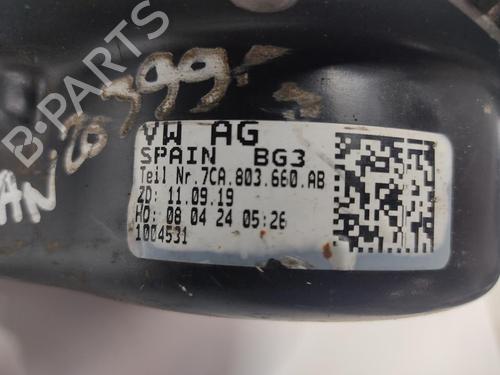 B-PARTS
VW AG
SPAIN BG3
Teil Nr.7CA.803.660.AB
ZD: 11.09.19
HD: 08 04 24 05:26
1004531